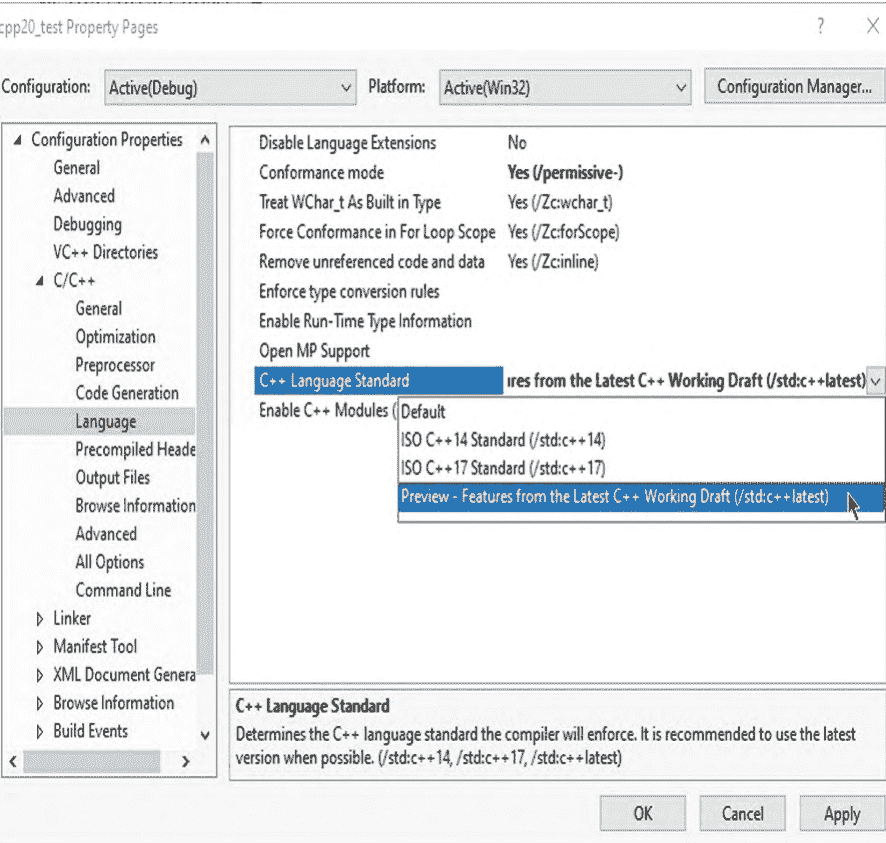 cpp20_test Property Pages
?
Configuration: Active(Debug) Platform: Active(Win32) Configuration Manager...
Configuration Properties
General
Advanced
Debugging
VC++ Directories
C/C++
General
Optimization
Preprocessor
Code Generation
Language
Precompiled Heade
Output Files
Browse Information
Advanced
All Options
Command Line
Linker
Manifest Tool
XML Document Genera
Browse Information
Build Events
Disable Language Extensions No
Conformance mode Yes (/permissive-)
Treat WChar_t As Built in Type Yes (/Zc:wchar_t)
Force Conformance in For Loop Scope Yes (/Zc:forScope)
Remove unreferenced code and data Yes (/Zc:inline)
Enforce type conversion rules
Enable Run-Time Type Information
Open MP Support
C++ Language Standard ures from the Latest C++ Working Draft (/std:c++latest)
Enable C++ Modules (
Default
ISO C++14 Standard (/std:c++14)
ISO C++17 Standard (/std:c++17)
Preview - Features from the Latest C++ Working Draft (/std:c++latest)
C++ Language Standard
Determines the C++ language standard the compiler will enforce. It is recommended to use the latest
version when possible. (/std:c++14, /std:c++17, /std:c++latest)
OK Cancel Apply